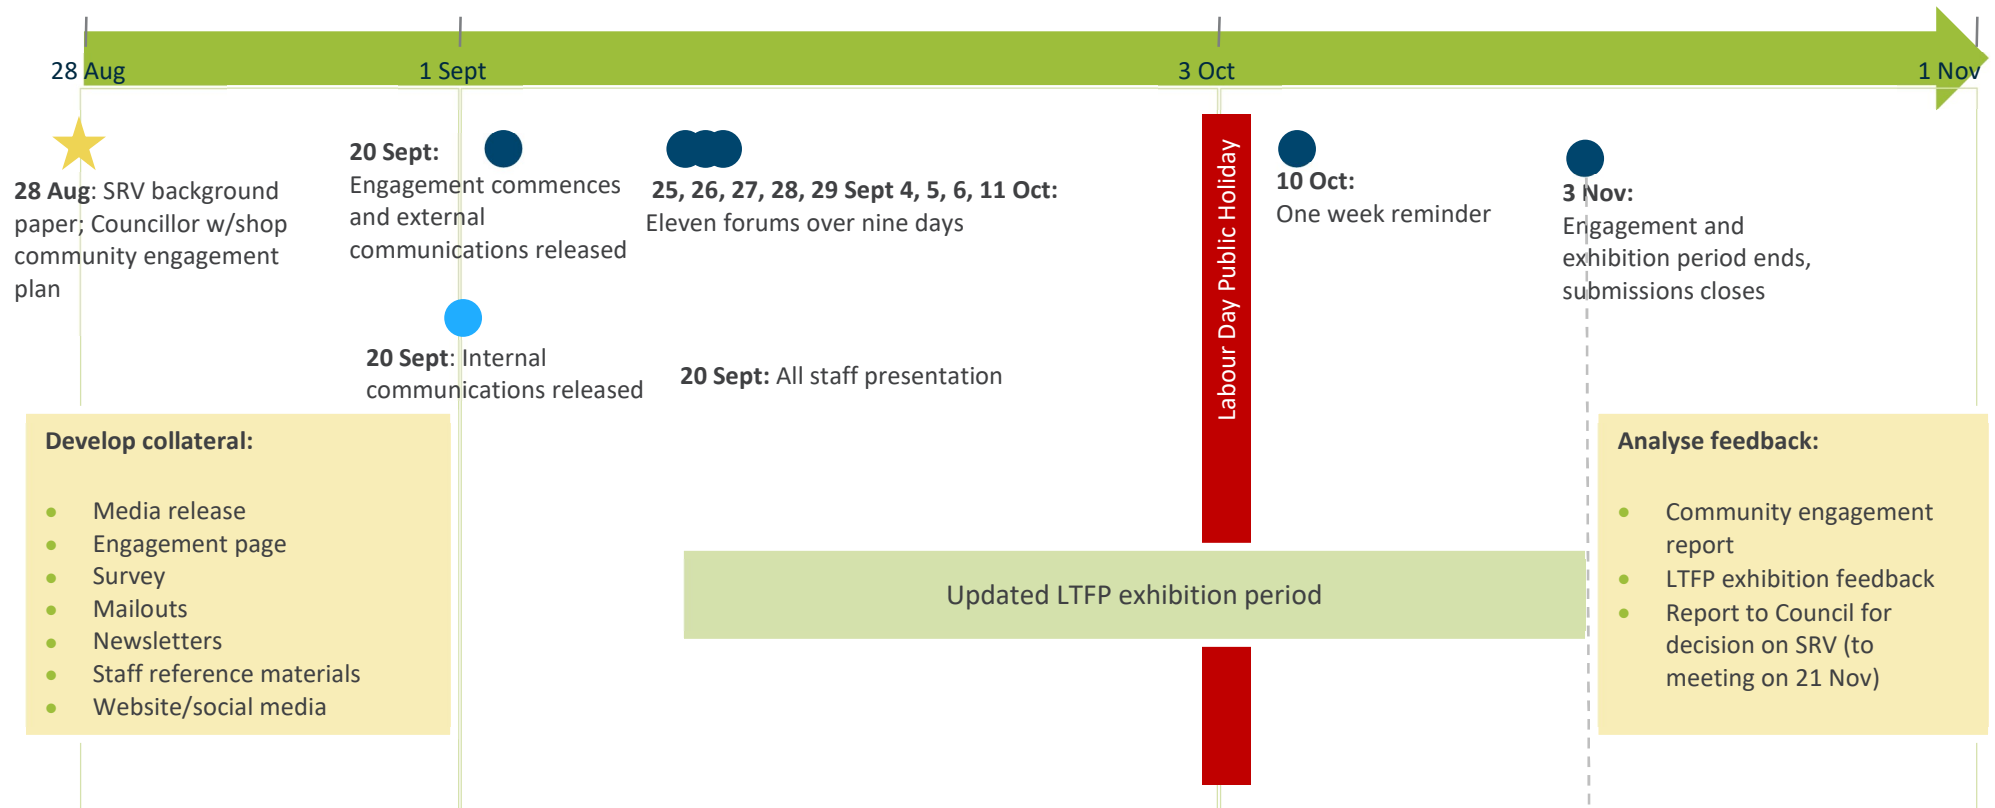 28 Aug
1 Sept
3 Oct
1 Nov
28 Aug: SRV background
paper; Councillor w/shop
community engagement
plan
20 Sept:
Engagement commences
and external
communications released
25, 26, 27, 28, 29 Sept 4, 5, 6, 11 Oct:
Eleven forums over nine days
Labour Day Public Holiday
10 Oct:
One week reminder
3 Nov:
Engagement and
exhibition period ends,
submissions closes
20 Sept: Internal
communications released
20 Sept: All staff presentation
Develop collateral:
• Media release
• Engagement page
• Survey
• Mailouts
• Newsletters
• Staff reference materials
• Website/social media
Updated LTFP exhibition period
Analyse feedback:
• Community engagement
report
• LTFP exhibition feedback
• Report to Council for
decision on SRV (to
meeting on 21 Nov)